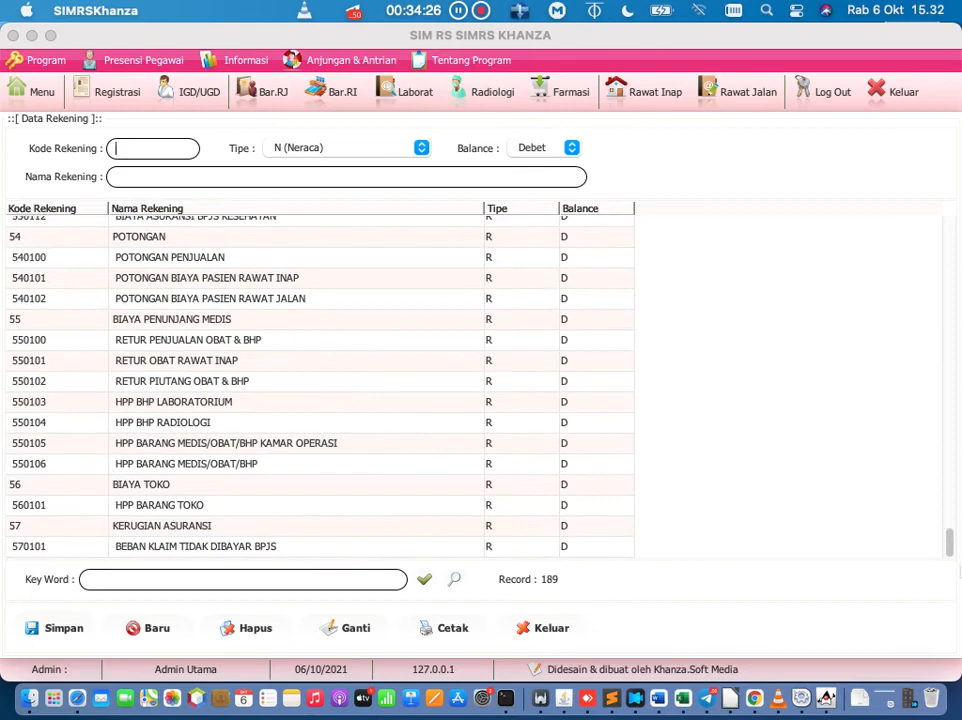 SIMRSKhanza 50 00:34:26 Rab 6 Okt 15.32
SIM RS SIMRS KHANZA
Program Presensi Pegawai Informasi Anjungan & Antrian Tentang Program
Menu Registrasi IGD/UGD Bar.RJ Bar.RI Laborat Radiologi Farmasi Rawat Inap Rawat Jalan Log Out Keluar
::[ Data Rekening ]::
Kode Rekening : Tipe : N (Neraca) Balance : Debet
Nama Rekening :
Kode Rekening Nama Rekening Tipe Balance
550112 BIAYA ASURANSI BPJS KESEHATAN R D
54 POTONGAN R D
540100 POTONGAN PENJUALAN R D
540101 POTONGAN BIAYA PASIEN RAWAT INAP R D
540102 POTONGAN BIAYA PASIEN RAWAT JALAN R D
55 BIAYA PENUNJANG MEDIS R D
550100 RETUR PENJUALAN OBAT & BHP R D
550101 RETUR OBAT RAWAT INAP R D
550102 RETUR PIUTANG OBAT & BHP R D
550103 HPP BHP LABORATORIUM R D
550104 HPP BHP RADIOLOGI R D
550105 HPP BARANG MEDIS/OBAT/BHP KAMAR OPERASI R D
550106 HPP BARANG MEDIS/OBAT/BHP R D
56 BIAYA TOKO R D
560101 HPP BARANG TOKO R D
57 KERUGIAN ASURANSI R D
570101 BEBAN KLAIM TIDAK DIBAYAR BPJS R D
Key Word : Record : 189
Simpan Baru Hapus Ganti Cetak Keluar
Admin : Admin Utama 06/10/2021 127.0.0.1 Didesain & dibuat oleh Khanza.Soft Media